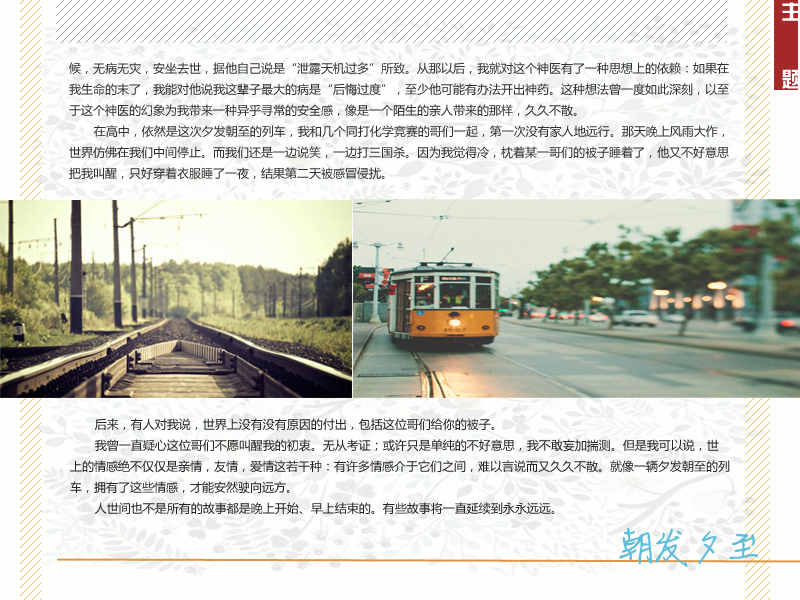 主
题
候，无病无灾，安坐去世，据他自己说是“泄露天机过多”所致。从那以后，我就对这个神医有了一种思想上的依赖：如果在
我生命的末了，我能对他说我这辈子最大的病是“后悔过度”，至少他可能有办法开出神药。这种想法曾一度如此深刻，以至
于这个神医的幻象为我带来一种异乎寻常的安全感，像是一个陌生的亲人带来的那样，久久不散。
在高中，依然是这次夕发朝至的列车，我和几个同打化学竞赛的哥们一起，第一次没有家人地远行。那天晚上风雨大作，
世界仿佛在我们中间停止。而我们还是一边说笑，一边打三国杀。因为我觉得冷，枕着某一哥们的被子睡着了，他又不好意思
把我叫醒，只好穿着衣服睡了一夜，结果第二天被感冒侵扰。
后来，有人对我说，世界上没有没有原因的付出，包括这位哥们给你的被子。
我曾一直疑心这位哥们不愿叫醒我的初衷。无从考证；或许只是单纯的不好意思，我不敢妄加揣测。但是我可以说，世
上的情感绝不仅仅是亲情，友情，爱情这若干种：有许多情感介于它们之间，难以言说而又久久不散。就像一辆夕发朝至的列
车，拥有了这些情感，才能安然驶向远方。
人世间也不是所有的故事都是晚上开始、早上结束的。有些故事将一直延续到永永远远。
朝发夕至